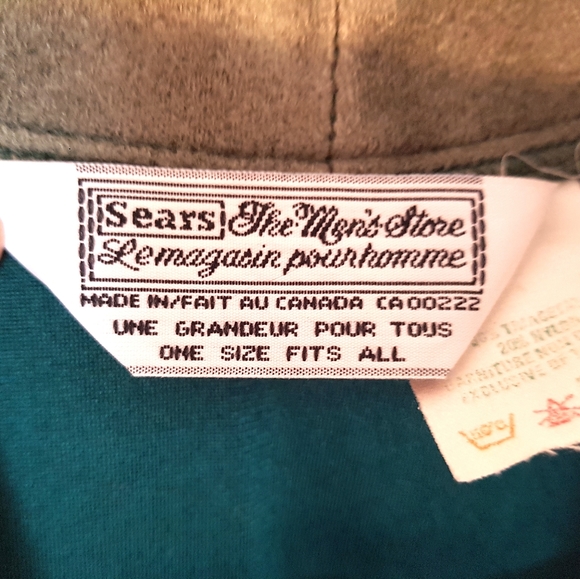 Sears The Men's Store
Le magasin pour homme
MADE IN/FAIT AU CANADA CA00222
UNE GRANDEUR POUR TOUS
ONE SIZE FITS ALL